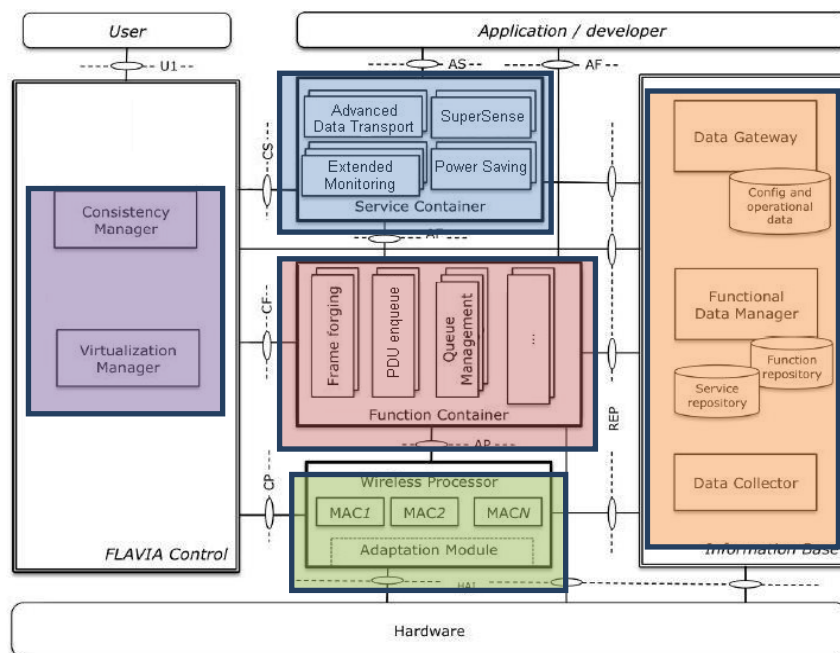 User
Application / developer
U1
AS
AF
Advanced
Data Transport
SuperSense
Extended
Monitoring
Power Saving
Service Container
CS
Data Gateway
Config and
operational
data
Consistency
Manager
Virtualization
Manager
FLAVIA Control
CF
Frame forging
PDU enqueue
Queue
Management
...
Function Container
Functional
Data Manager
Function
repository
Service
repository
REP
AP
CP
Wireless Processor
MAC1
MAC2
MACN
Adaptation Module
Data Collector
Information Base
Hardware